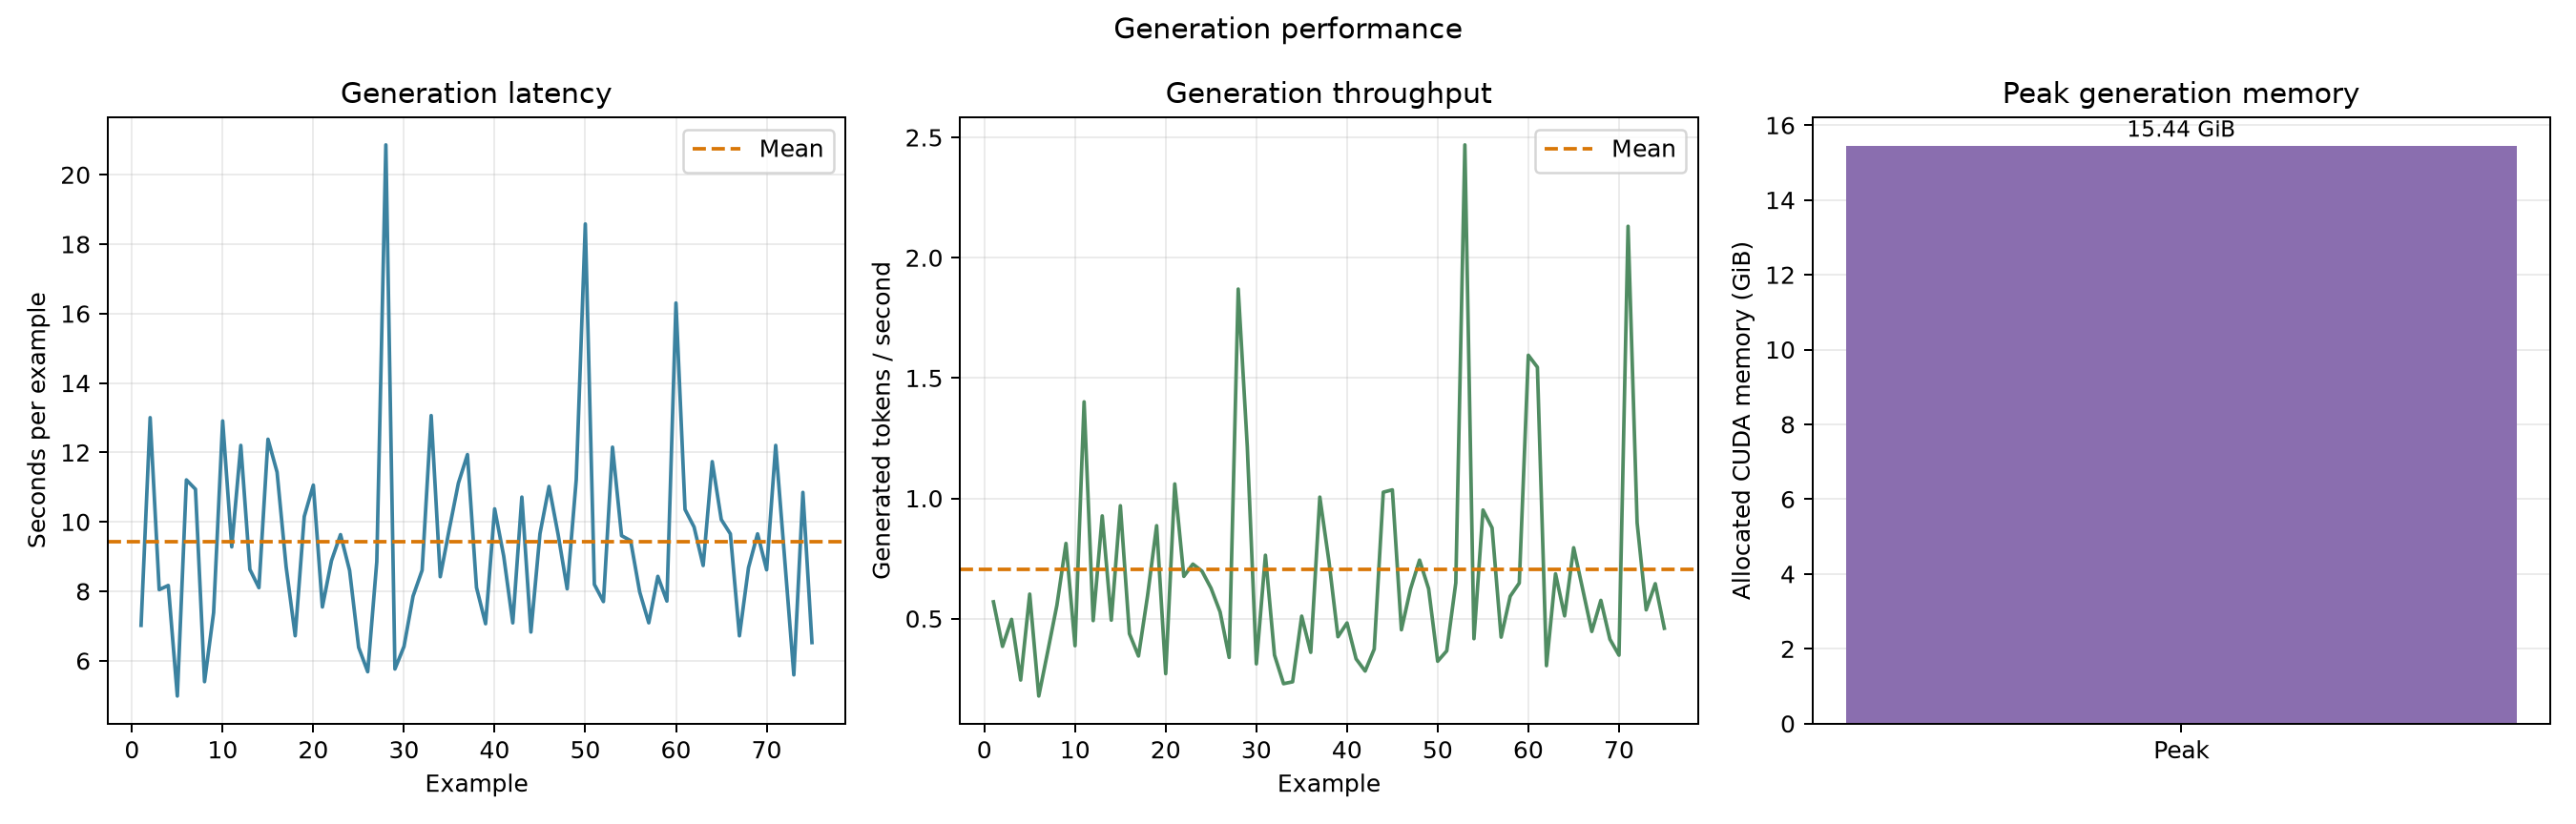 Generation performance
Generation latency
Seconds per example
20
18
16
14
12
10
8
6
Mean
0 10 20 30 40 50 60 70
Example
Generation throughput
Generated tokens / second
2.5
2.0
1.5
1.0
0.5
Mean
0 10 20 30 40 50 60 70
Example
Peak generation memory
Allocated CUDA memory (GiB)
16
14
12
10
8
6
4
2
0
15.44 GiB
Peak